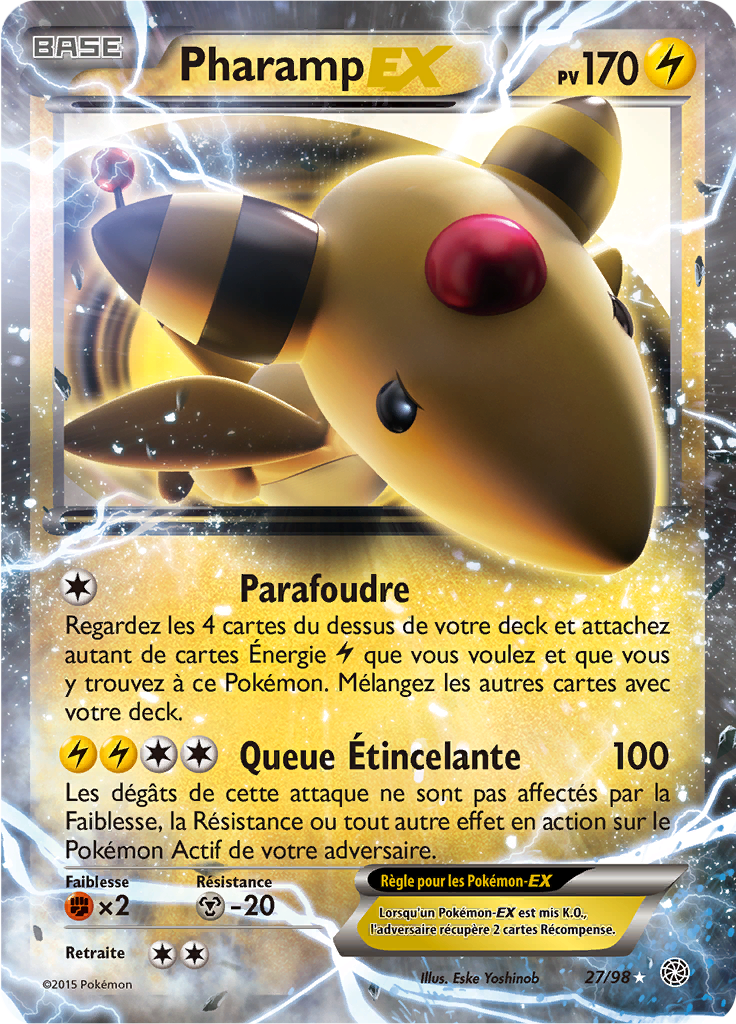 BASE
PharampEX
PV170
Parafoudre
Regardez les 4 cartes du dessus de votre deck et attachez
autant de cartes Énergie que vous voulez et que vous
y trouvez à ce Pokémon. Mélangez les autres cartes avec
votre deck.
Queue Étincelante 100
Les dégâts de cette attaque ne sont pas affectés par la
Faiblesse, la Résistance ou tout autre effet en action sur le
Pokémon Actif de votre adversaire.
Faiblesse Résistance
×2 -20
Règle pour les Pokémon-EX
Lorsqu'un Pokémon-EX est mis K.O.,
l'adversaire récupère 2 cartes Récompense.
Retraite
©2015 Pokémon
Illus. Eske Yoshinob
27/98★